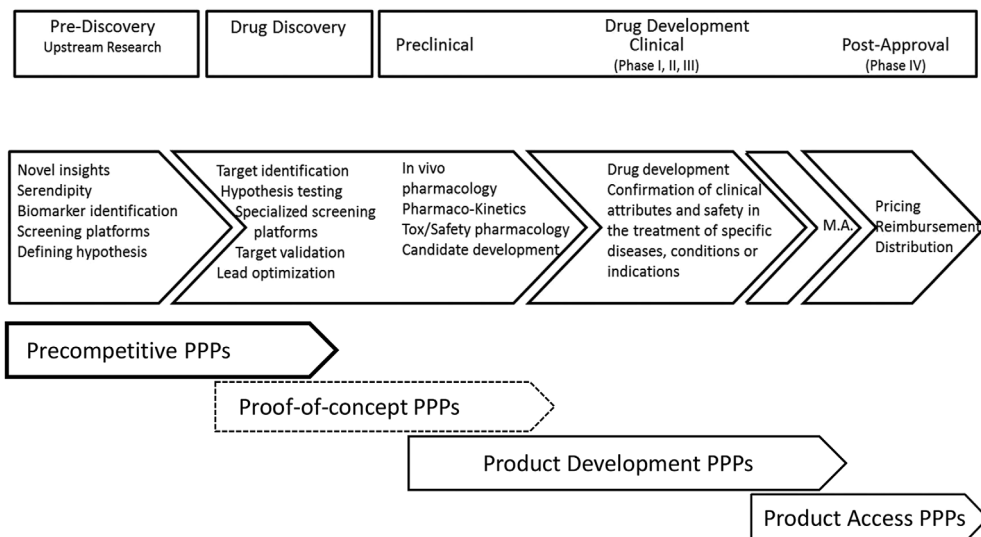 Pre-Discovery
Upstream Research
Drug Discovery
Drug Development
Preclinical
Clinical
(Phase I, II, III)
Post-Approval
(Phase IV)
Novel insights
Serendipity
Biomarker identification
Screening platforms
Defining hypothesis
Target identification
Hypothesis testing
Specialized screening
platforms
Target validation
Lead optimization
In vivo
pharmacology
Pharmaco-Kinetics
Tox/Safety pharmacology
Candidate development
Drug development
Confirmation of clinical
attributes and safety in
the treatment of specific
diseases, conditions or
indications
M.A.
Pricing
Reimbursement
Distribution
Precompetitive PPPs
Proof-of-concept PPPs
Product Development PPPs
Product Access PPPs